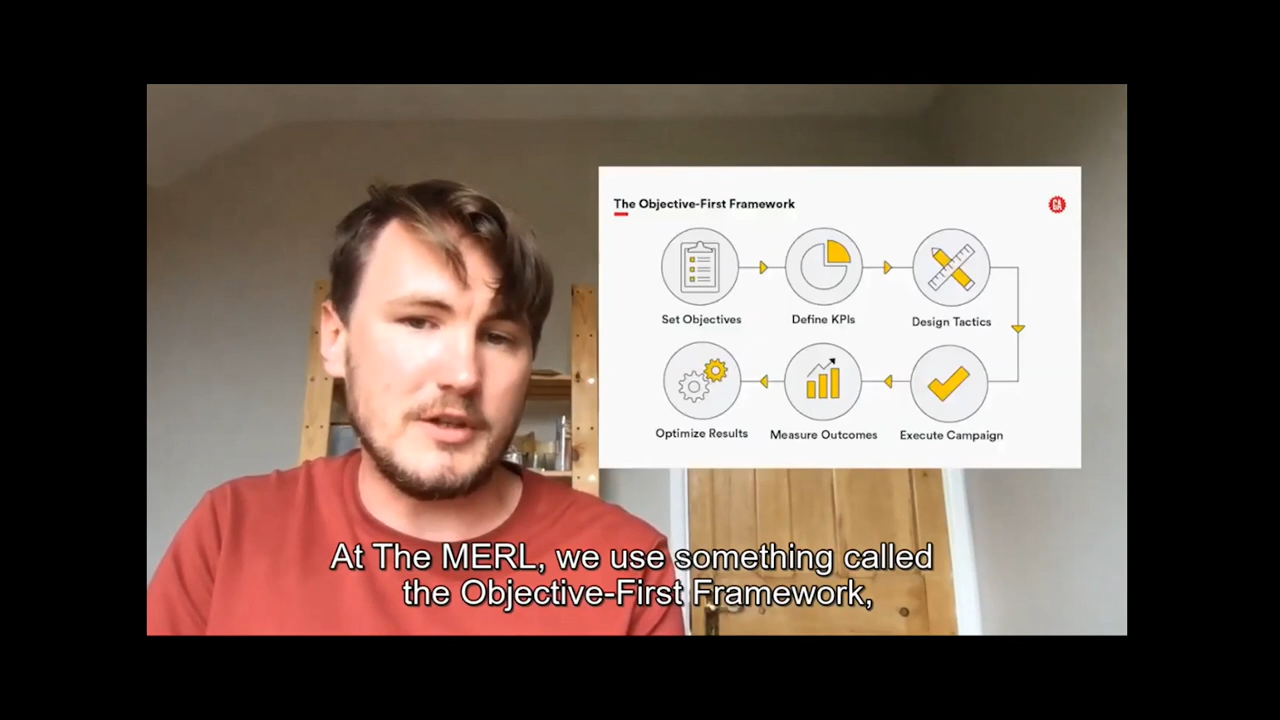 The Objective-First Framework
GA
Set Objectives
Define KPIs
Design Tactics
Optimize Results
Measure Outcomes
Execute Campaign
At The MERL, we use something called
the Objective-First Framework,